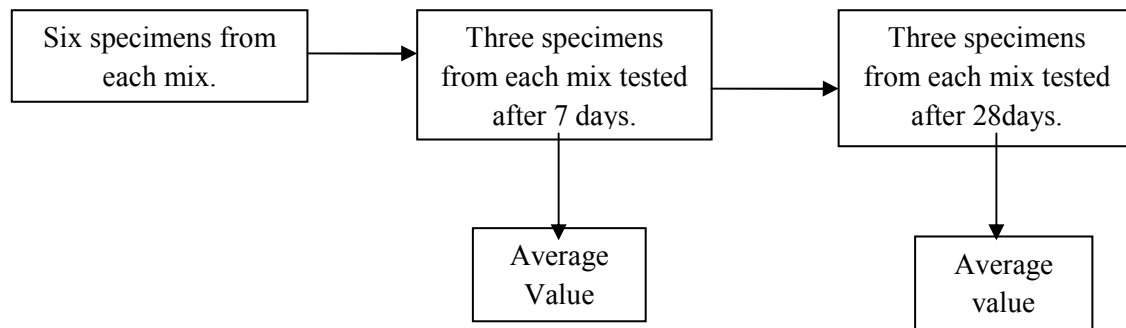 Six specimens from
each mix.
Three specimens
from each mix tested
after 7 days.
Three specimens
from each mix tested
after 28days.
Average
Value
Average
value